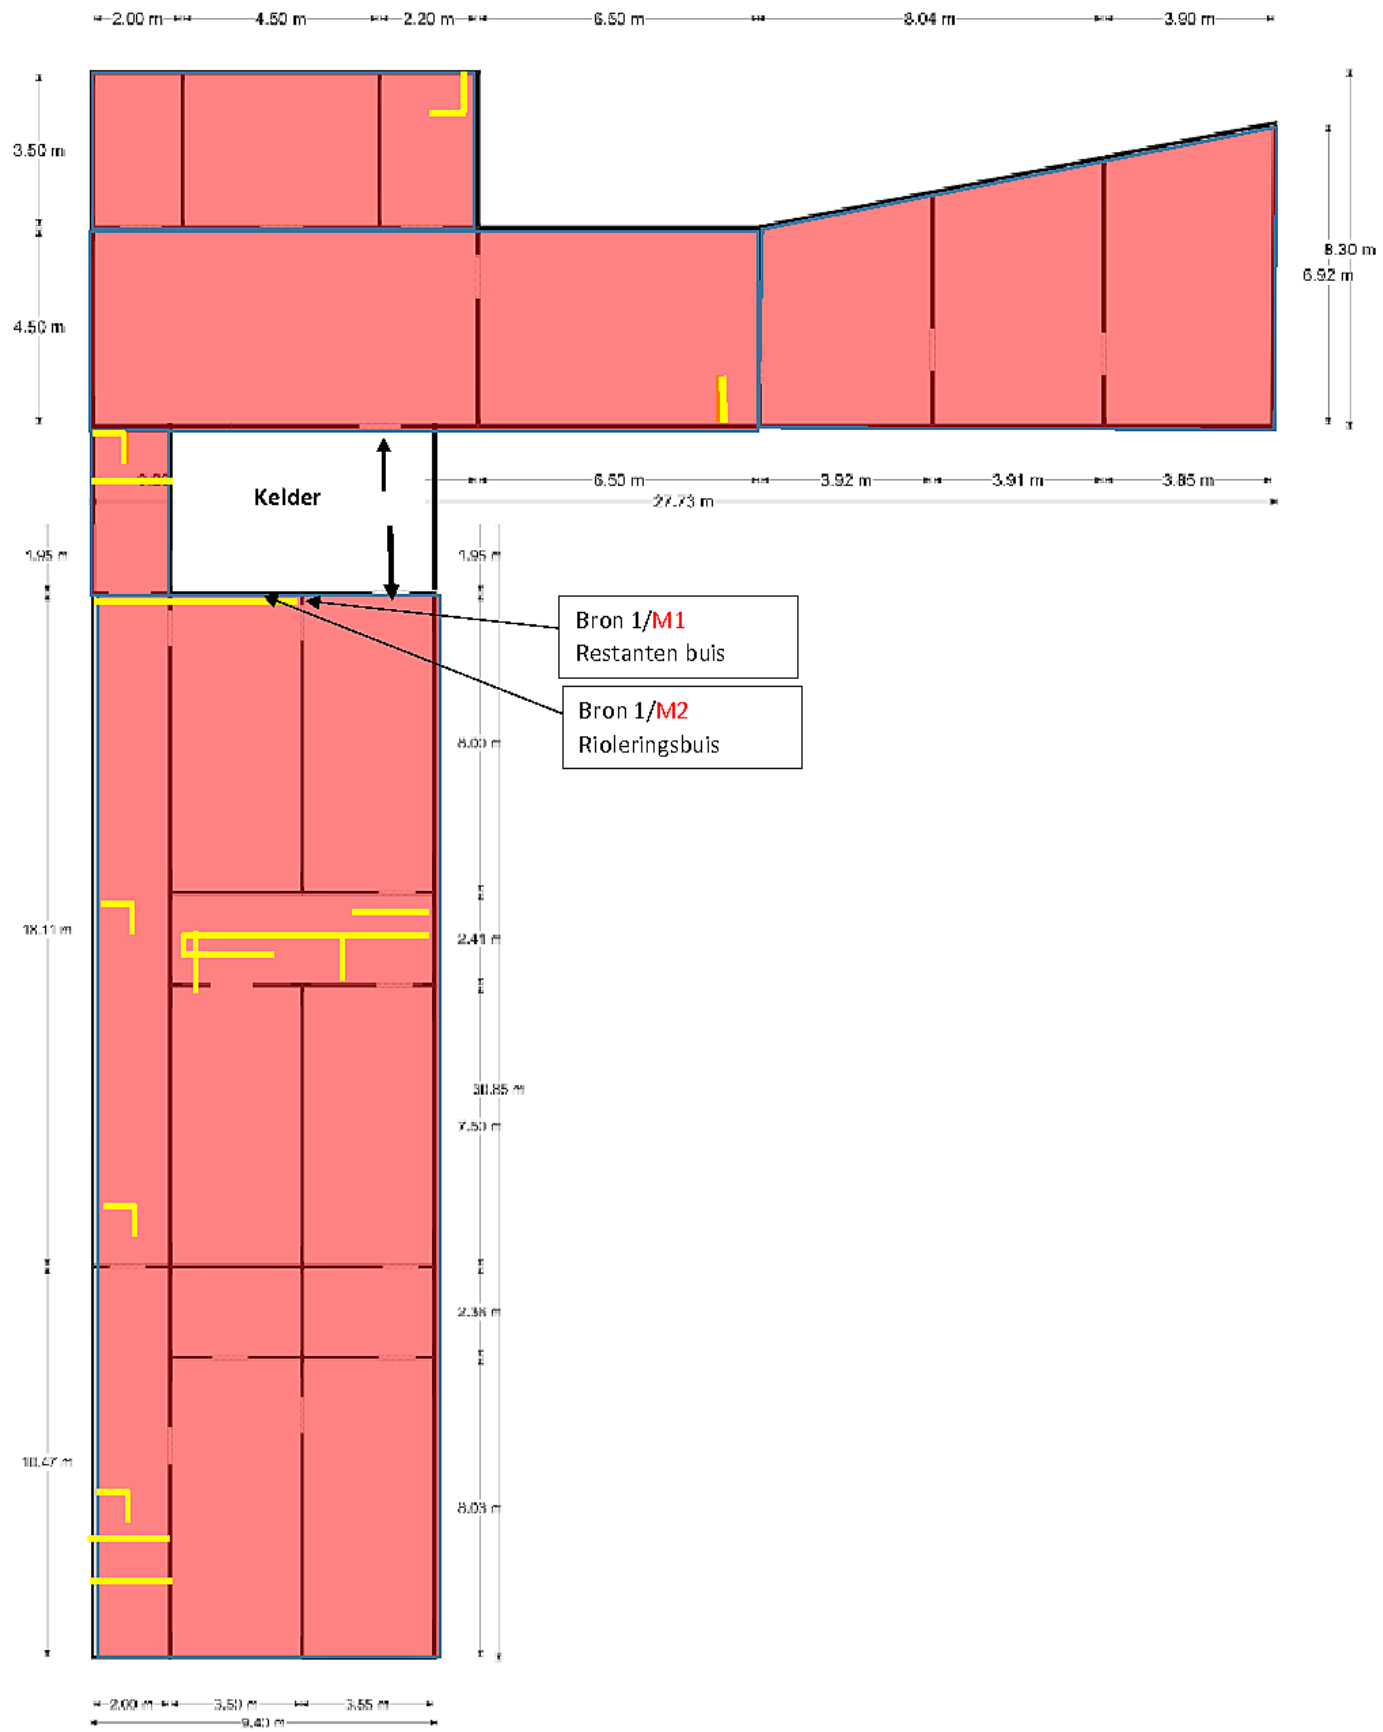 2.00 m 4.50 m 2.20 m 6.50 m 8.04 m 3.90 m
3.50 m
8.30 m
6.92 m
4.50 m
6.50 m 3.92 m 3.91 m 3.85 m
Kelder
27.73 m
1.95 m 1.95 m
Bron 1/M1
Restanten buis
Bron 1/M2
Rioleringsbuis
8.00 m
18.11 m
2.41 m
30.85 m
7.50 m
2.36 m
10.47 m
8.03 m
2.00 m 3.50 m 3.55 m
9.40 m